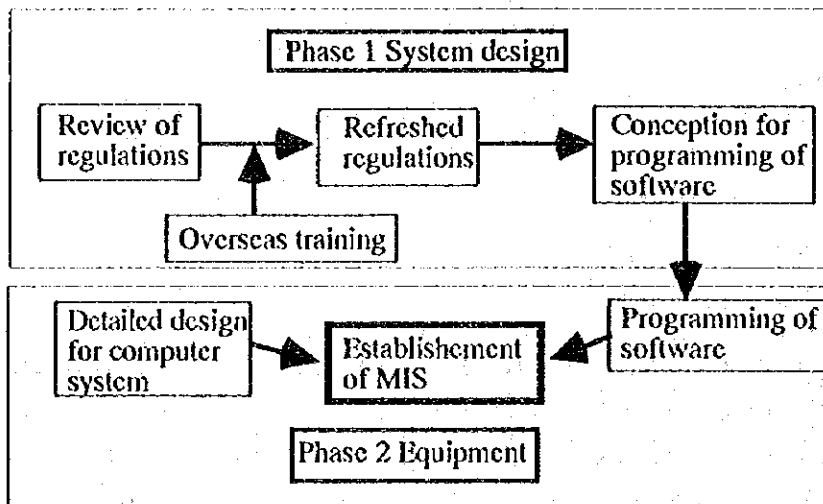 Phase 1 System design
Review of
regulations
Refreshed
regulations
Conception for
programming of
software
Overseas training
Detailed design
for computer
system
Establishement
of MIS
Programming of
software
Phase 2 Equipment